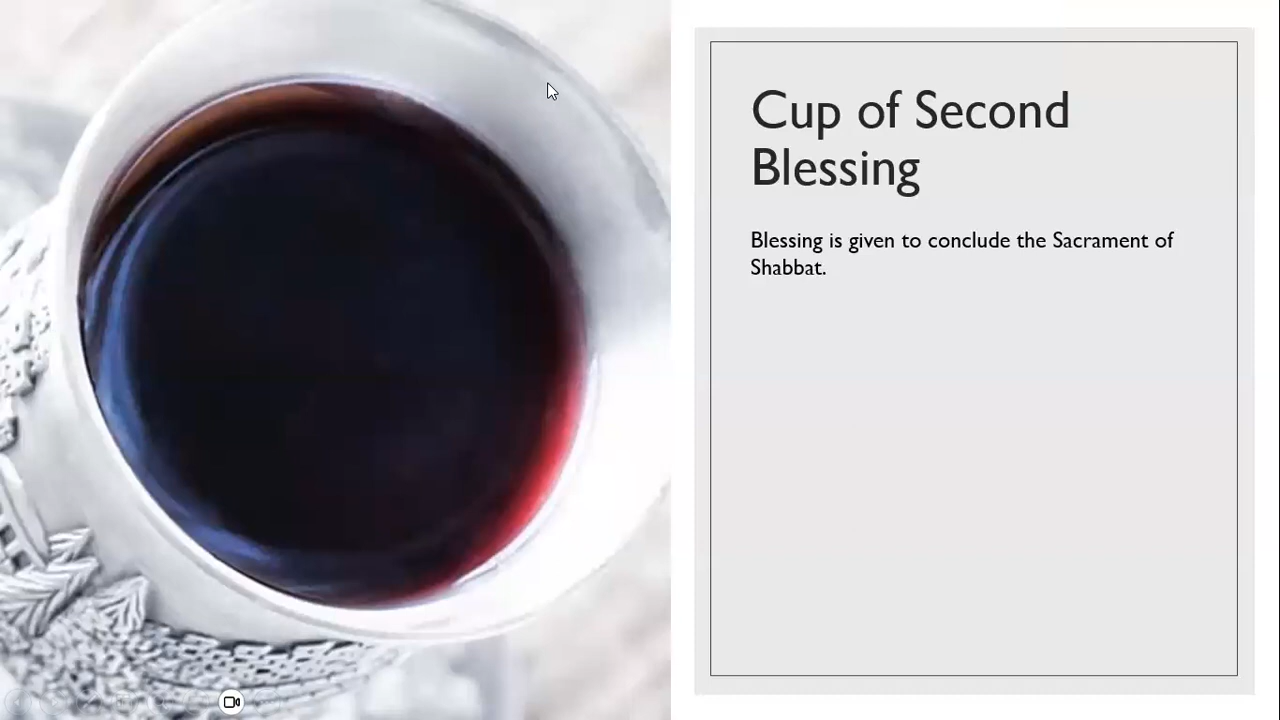 Cup of Second
Blessing
Blessing is given to conclude the Sacrament of
Shabbat.